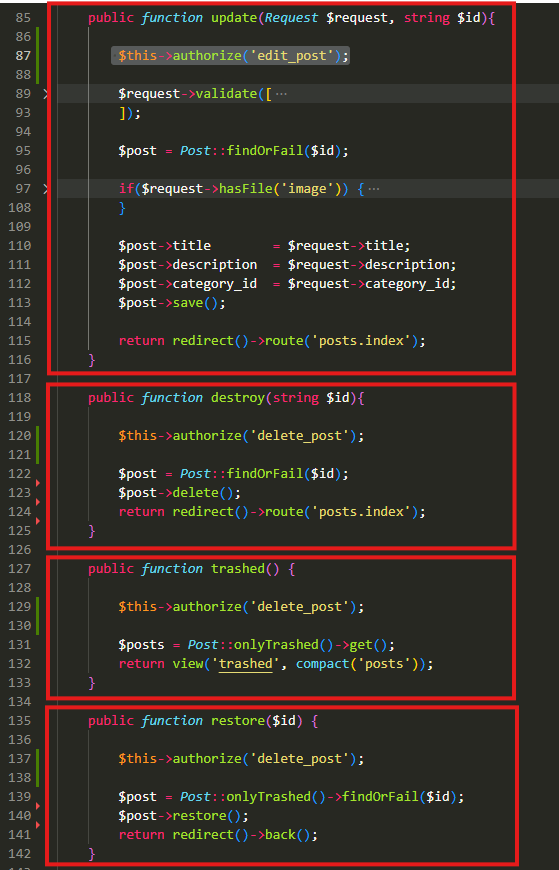 85 public function update(Request $request, string $id){
86
87 $this->authorize('edit_post');
88
89 $request->validate([ ⋯
93 ]);
94
95 $post = Post::findOrFail($id);
96
97 if($request->hasFile('image')) { ⋯
108 }
109
110 $post->title = $request->title;
111 $post->description = $request->description;
112 $post->category_id = $request->category_id;
113 $post->save();
114
115 return redirect()->route('posts.index');
116 }
117
118 public function destroy(string $id){
119
120 $this->authorize('delete_post');
121
122 $post = Post::findOrFail($id);
123 $post->delete();
124 return redirect()->route('posts.index');
125 }
126
127 public function trashed() {
128
129 $this->authorize('delete_post');
130
131 $posts = Post::onlyTrashed()->get();
132 return view('trashed', compact('posts'));
133 }
134
135 public function restore($id) {
136
137 $this->authorize('delete_post');
138
139 $post = Post::onlyTrashed()->findOrFail($id);
140 $post->restore();
141 return redirect()->back();
142 }